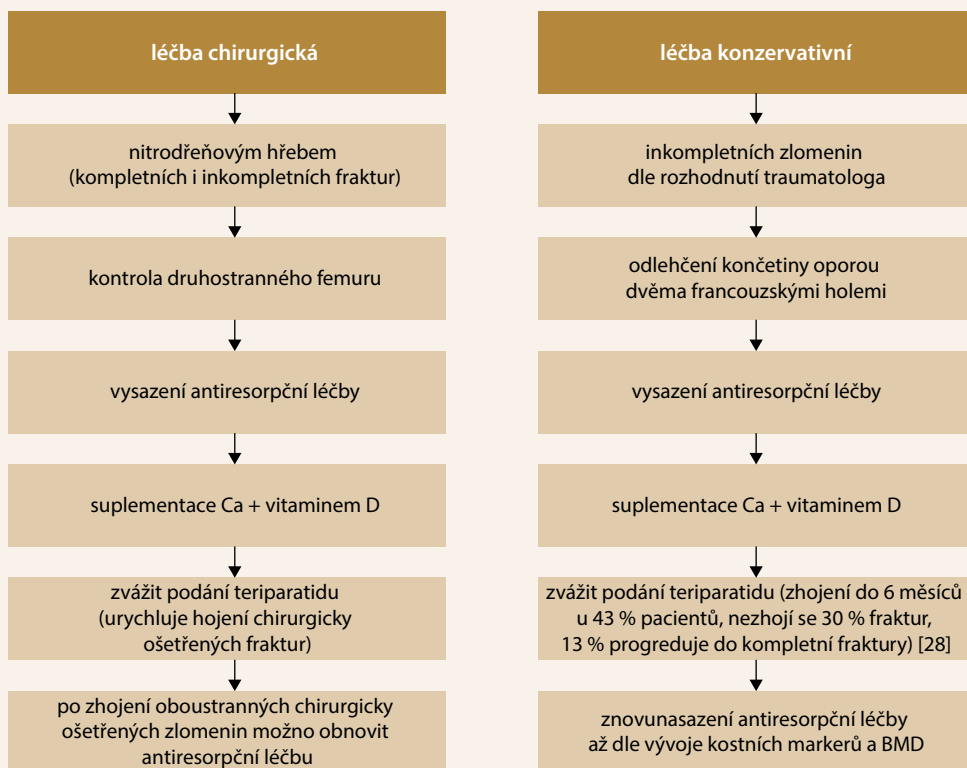 léčba chirurgická
nitrodřeňovým hřebem
(kompletních i inkompletních fraktur)
kontrola druhostranného femuru
vysazení antiresorpční léčby
suplementace Ca + vitaminem D
zvážit podání teriparatidu
(urychluje hojení chirurgicky
ošetřených fraktur)
po zhojení oboustranných chirurgicky
ošetřených zlomenin možno obnovit
antiresorpční léčbu
léčba konzervativní
inkompletních zlomenin
dle rozhodnutí traumatologa
odlehčení končetiny oporou
dvěma francouzskými holemi
vysazení antiresorpční léčby
suplementace Ca + vitaminem D
zvážit podání teriparatidu (zhojení do 6 měsíců
u 43 % pacientů, nezhojí se 30 % fraktur,
13 % progreduje do kompletní fraktury) [28]
znovunasazení antiresorpční léčby
až dle vývoje kostních markerů a BMD